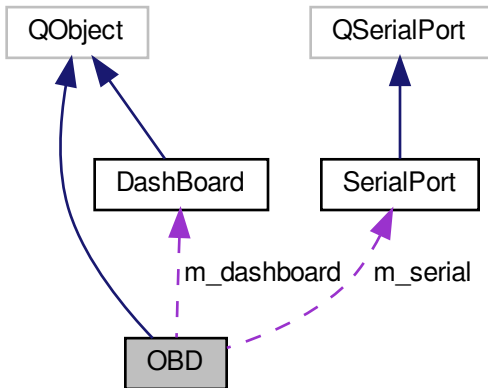 QObject
QSerialPort
DashBoard
SerialPort
m_dashboard
m_serial
OBD